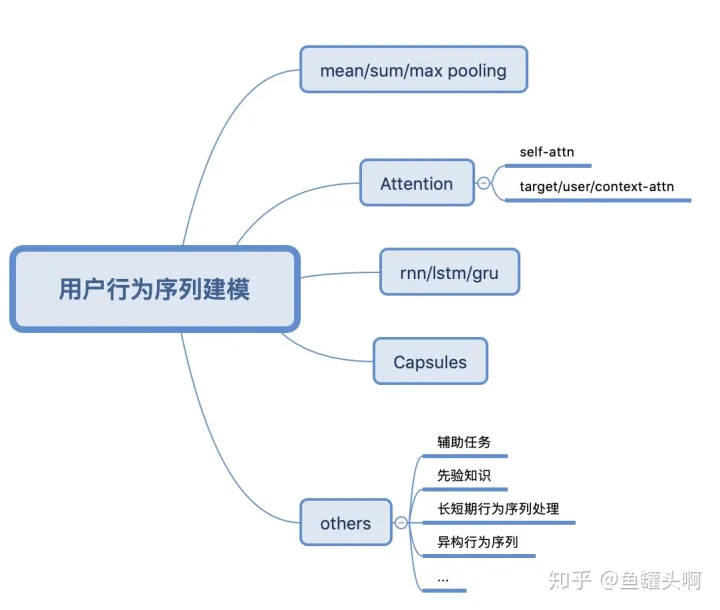 mean/sum/max pooling
self-attn
Attention
target/user/context-attn
rnn/lstm/gru
用户行为序列建模
Capsules
辅助任务
先验知识
长短期行为序列处理
others
异构行为序列
...
知乎 @鱼罐头啊